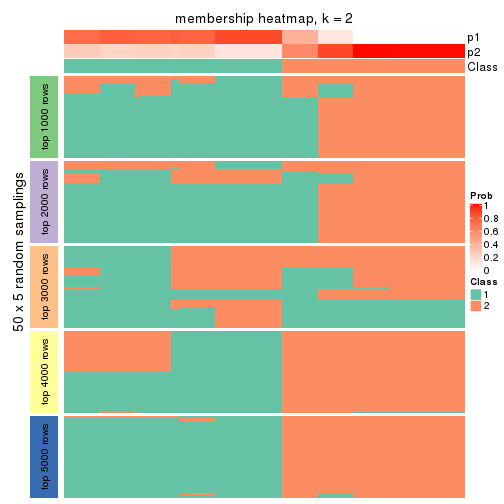 membership heatmap, k = 2
p1
p2
Class
50 x 5 random samplings
top 1000 rows
top 2000 rows
top 3000 rows
top 4000 rows
top 5000 rows
Prob
1
0.8
0.6
0.4
0.2
0
Class
1
2